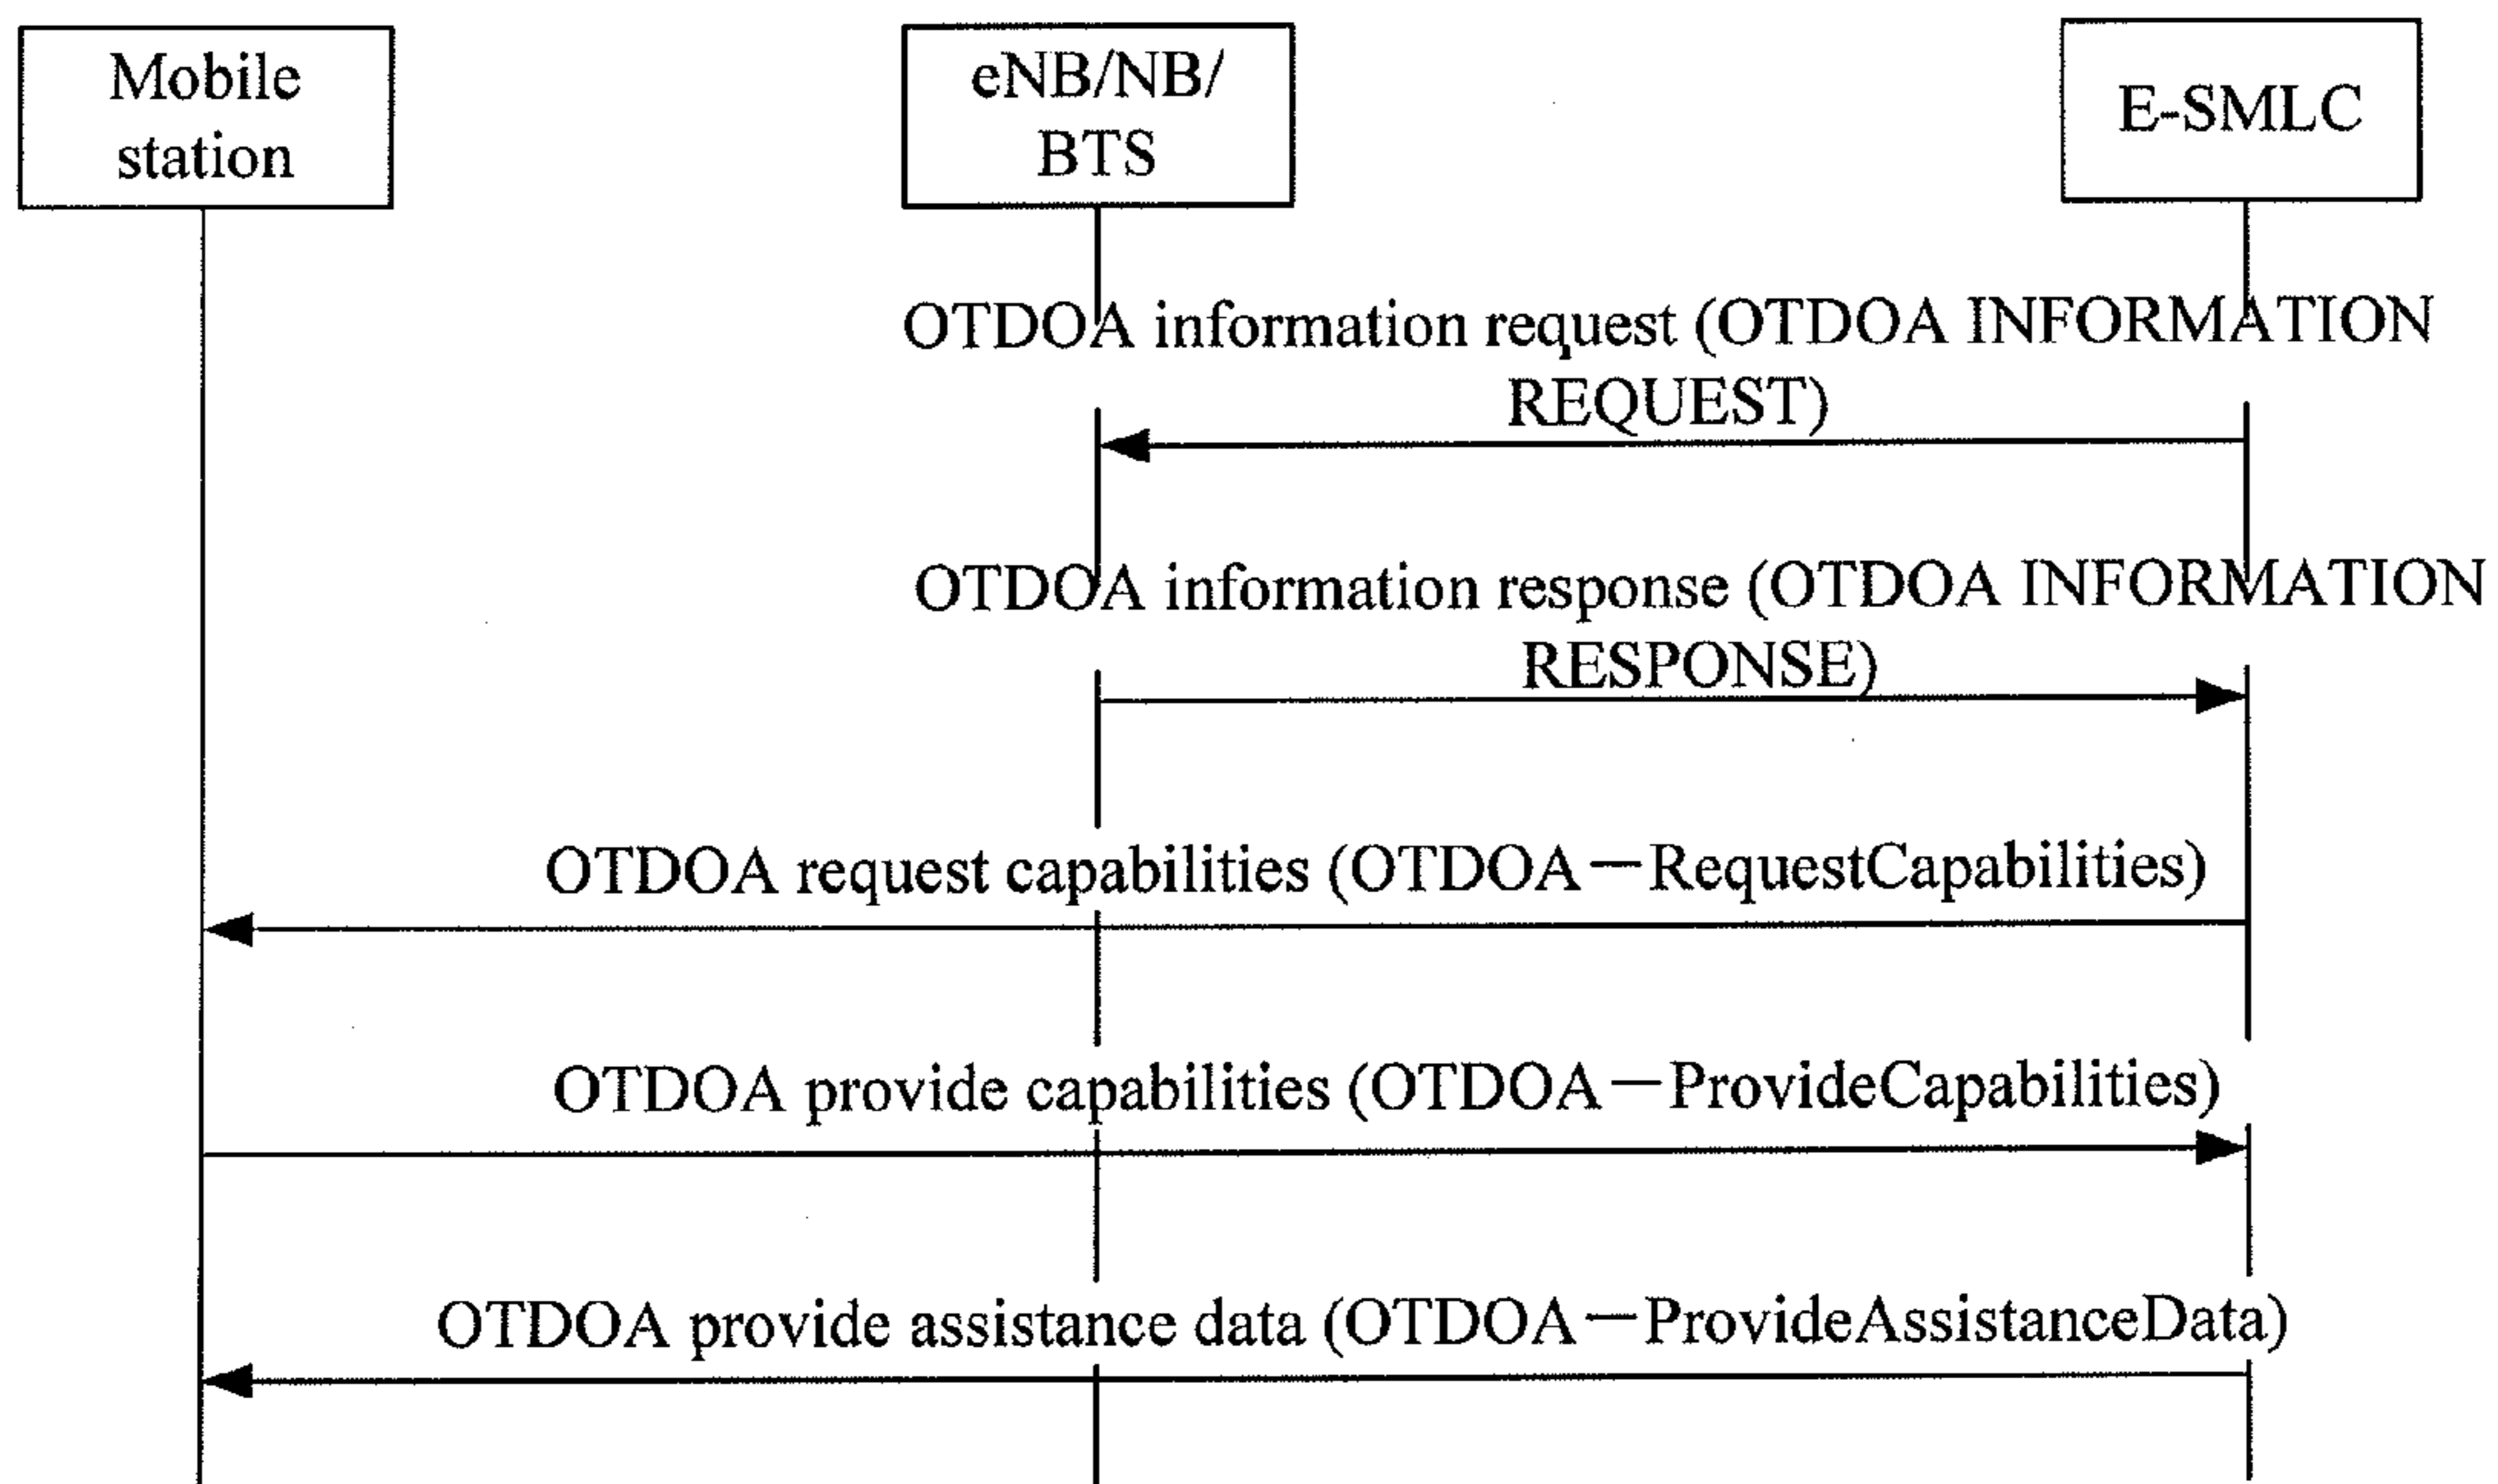 Mobile
station
eNB/NB/
BTS
E-SMLC
OTDOA information request (OTDOA INFORMATION
REQUEST)
OTDOA information response (OTDOA INFORMATION
RESPONSE)
OTDOA request capabilities (OTDOA－RequestCapabilities)
OTDOA provide capabilities (OTDOA－ProvideCapabilities)
OTDOA provide assistance data (OTDOA－ProvideAssistanceData)